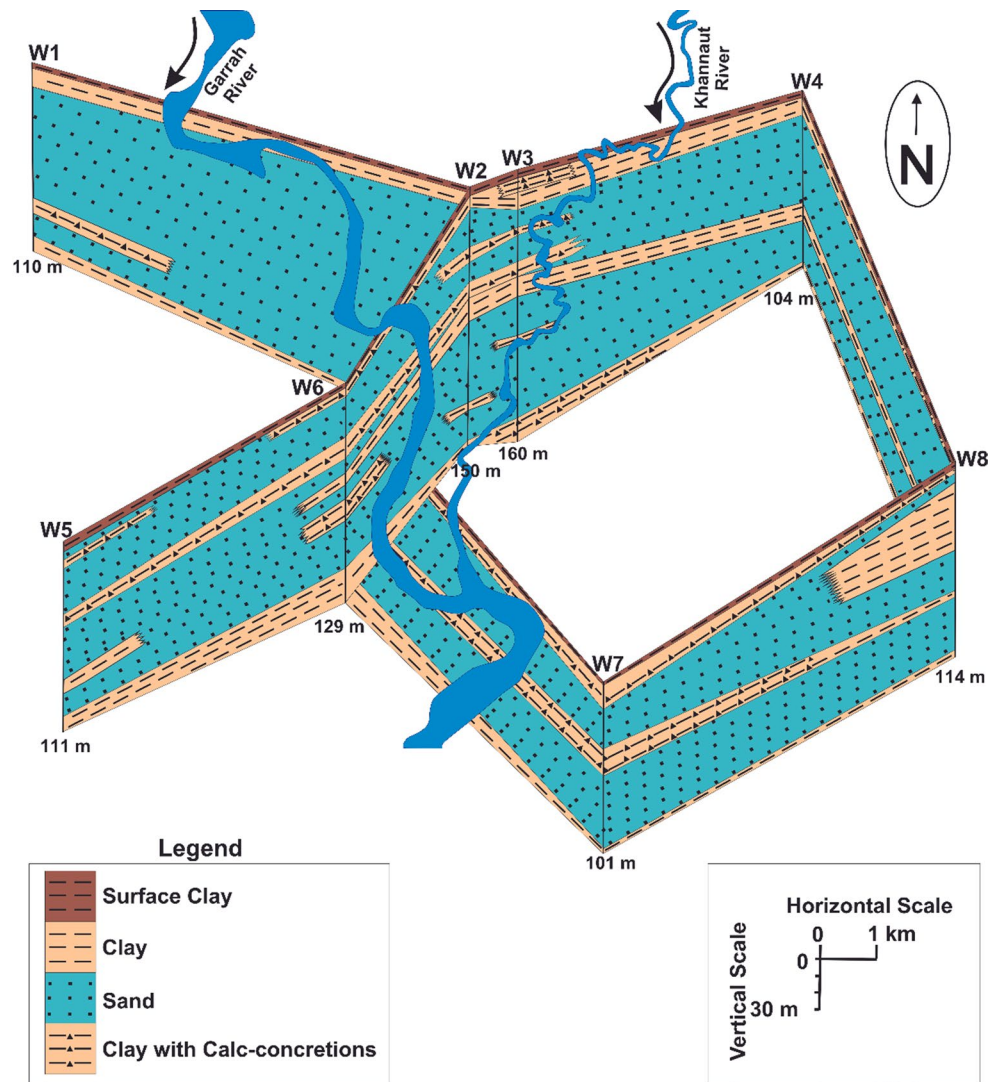 W1
Garrah
River
Khannaut
River
W4
N
W2
W3
110 m
104 m
W6
W8
W5
150 m
160 m
129 m
W7
114 m
111 m
101 m
Legend
Surface Clay
Clay
Sand
Clay with Calc-concretions
Horizontal Scale
0 1 km
Vertical Scale
0
30 m